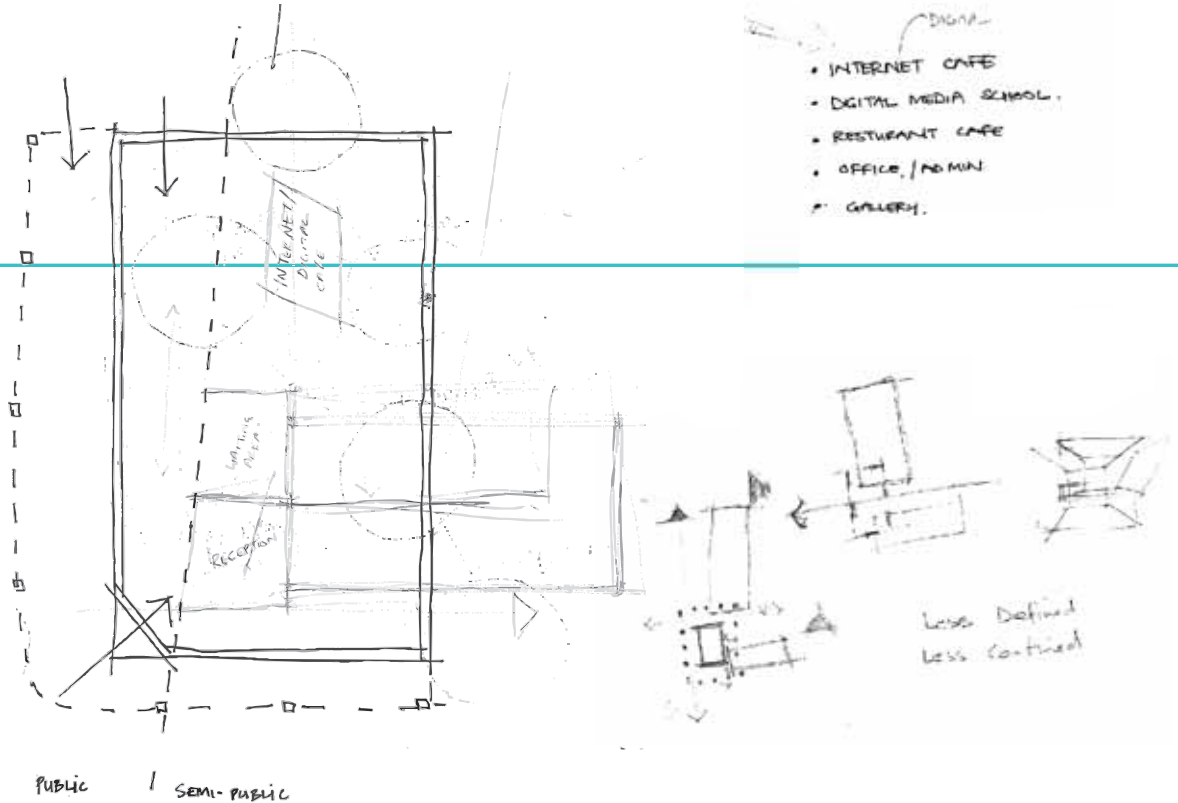 DIGITAL
• INTERNET CAFE
• DGITAL MEDIA SCHOOL.
• RESTURANT CAFE
• OFFICE./ADMIN
• GALLERY.
INTERNET/
DIGITAL
CAFE
WAITING
AREA.
RECEPTION
Less Defined
Less Confined
PUBLIC / SEMI-PUBLIC